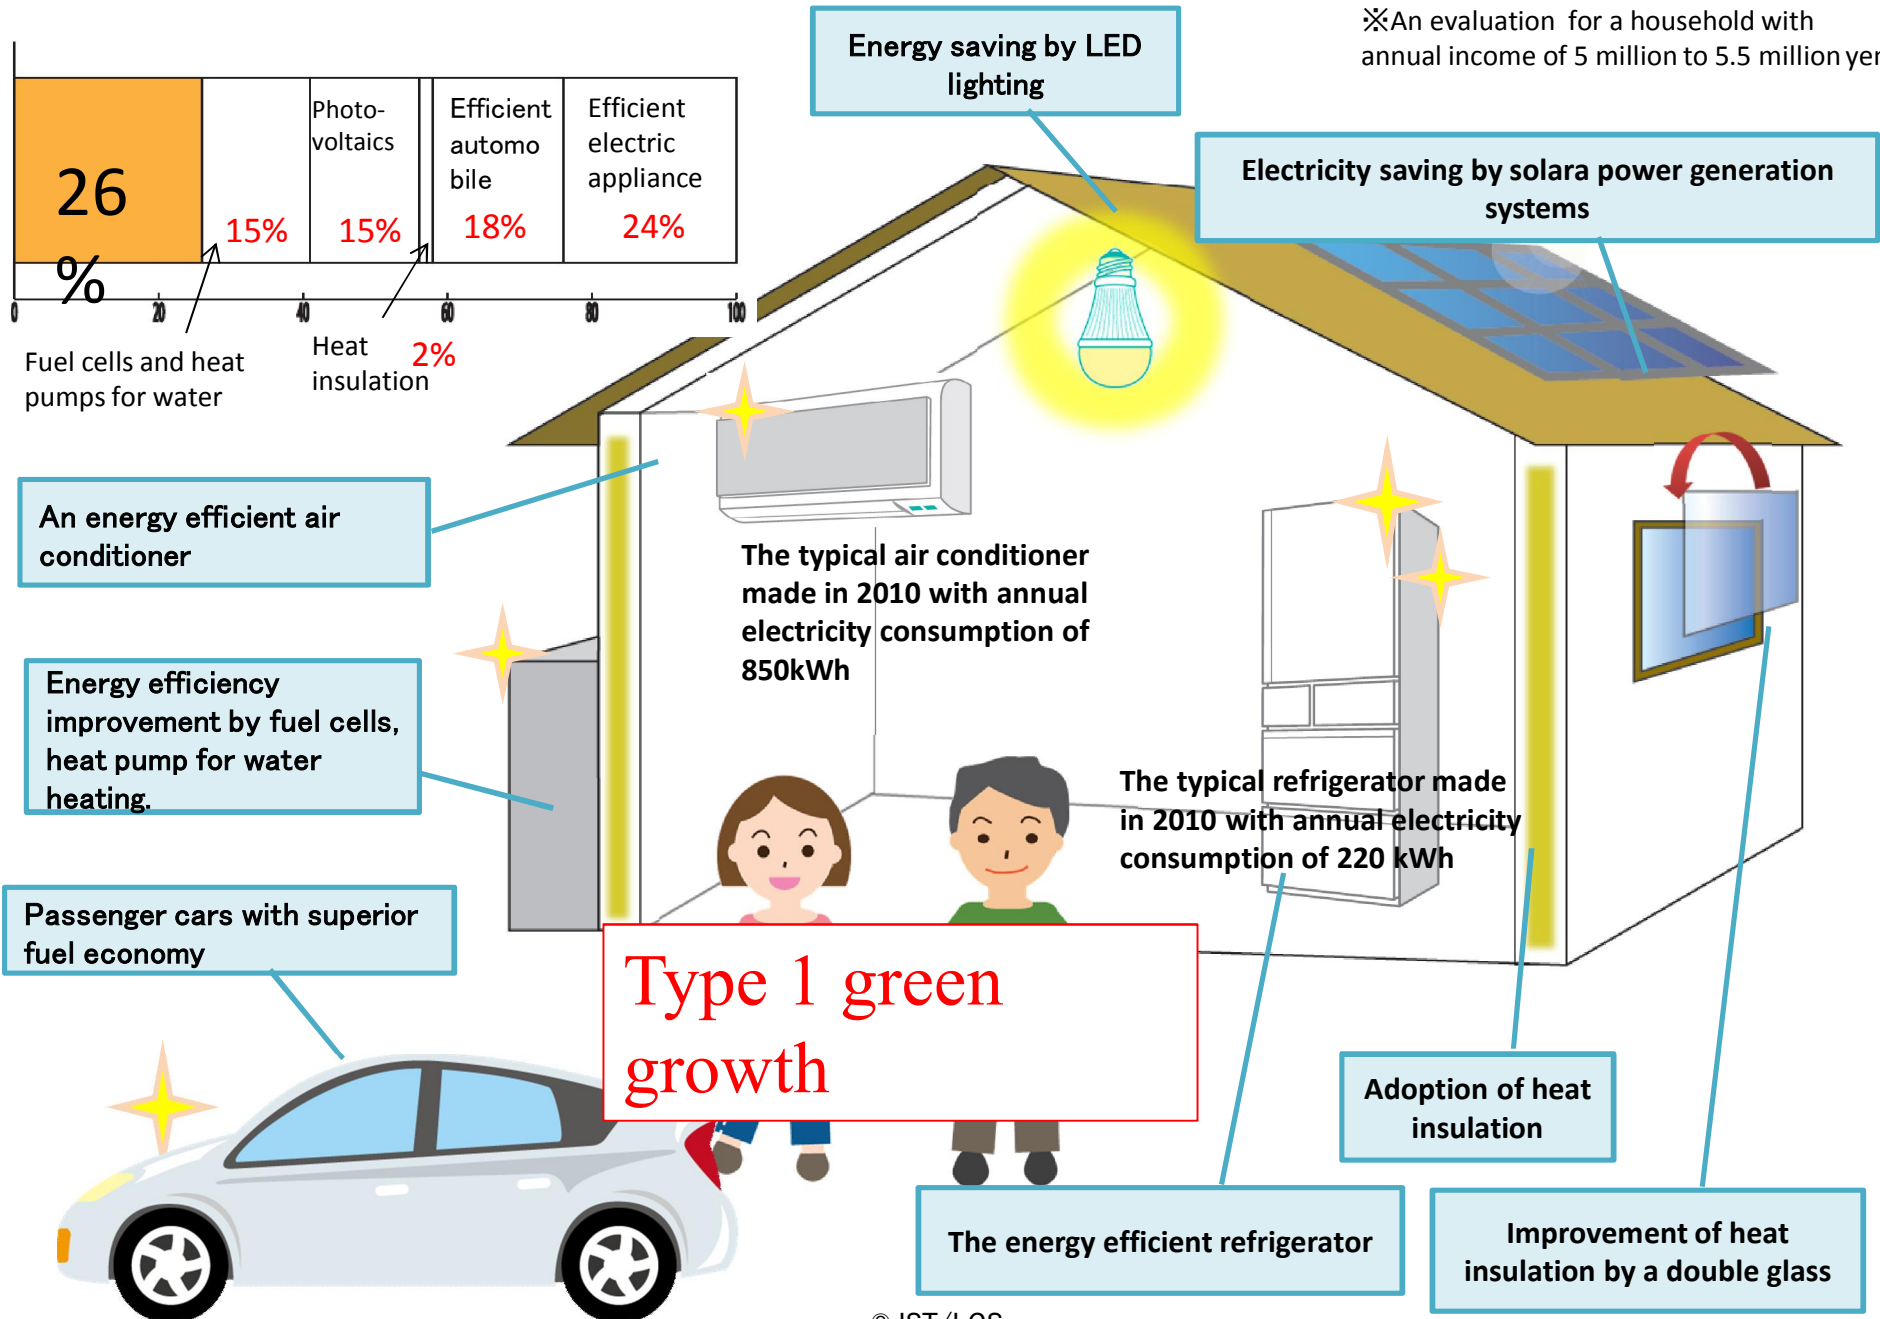 ※An evaluation for a household with
annual income of 5 million to 5.5 million yen
Energy saving by LED
lighting
Photo-
voltaics
Efficient
automo
bile
Efficient
electric
appliance
26
%
15%
15%
18%
24%
0 20 40 60 80 100
Fuel cells and heat
pumps for water
Heat
insulation
2%
Electricity saving by solara power generation
systems
An energy efficient air
conditioner
The typical air conditioner
made in 2010 with annual
electricity consumption of
850kWh
Energy efficiency
improvement by fuel cells,
heat pump for water
heating.
The typical refrigerator made
in 2010 with annual electricity
consumption of 220 kWh
Passenger cars with superior
fuel economy
Type 1 green
growth
Adoption of heat
insulation
The energy efficient refrigerator
Improvement of heat
insulation by a double glass